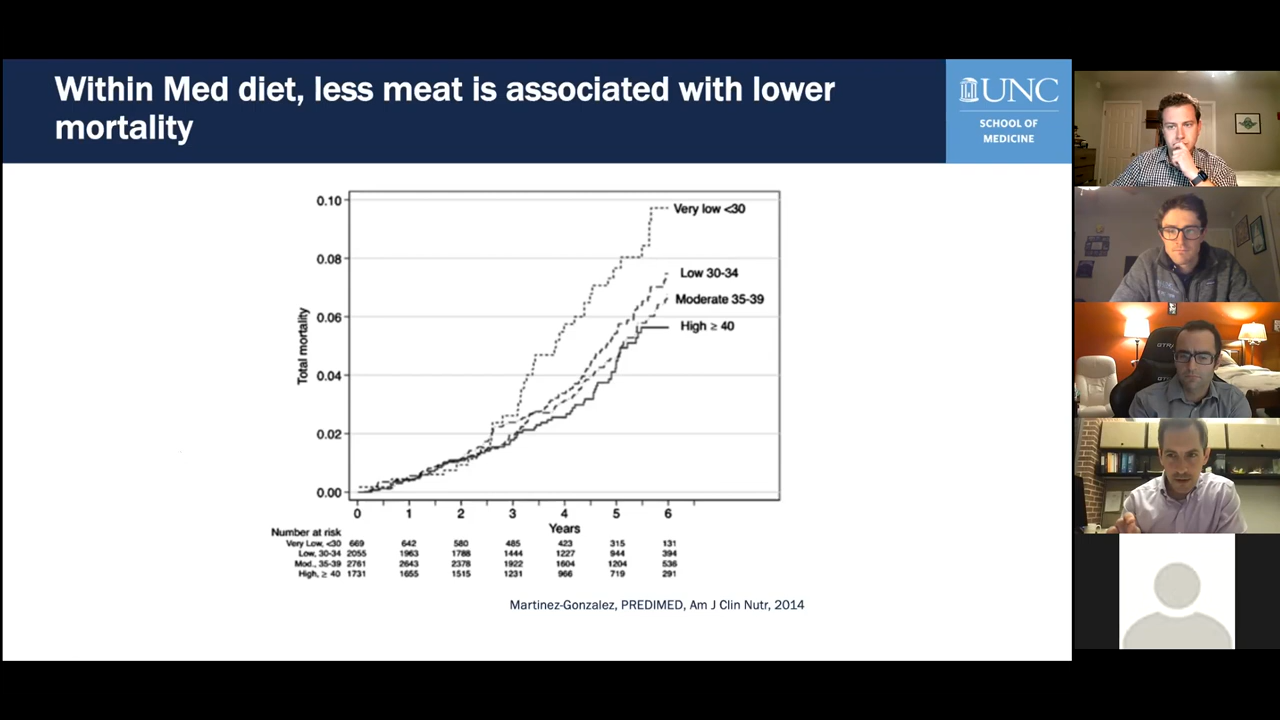 Within Med diet, less meat is associated with lower
mortality
UNC
SCHOOL OF
MEDICINE
0.10
0.08
0.06
0.04
0.02
0.00
Total mortality
Very low <30
Low 30-34
Moderate 35-39
High ≥ 40
0 1 2 3 4 5 6
Years
Number at risk
Very Low, <30 669 642 580 485 423 315 131
Low, 30-34 2055 1963 1788 1444 1227 944 394
Mod., 35-39 2761 2643 2378 1922 1604 1204 536
High, ≥ 40 1731 1655 1515 1231 966 719 291
Martinez-Gonzalez, PREDIMED, Am J Clin Nutr, 2014